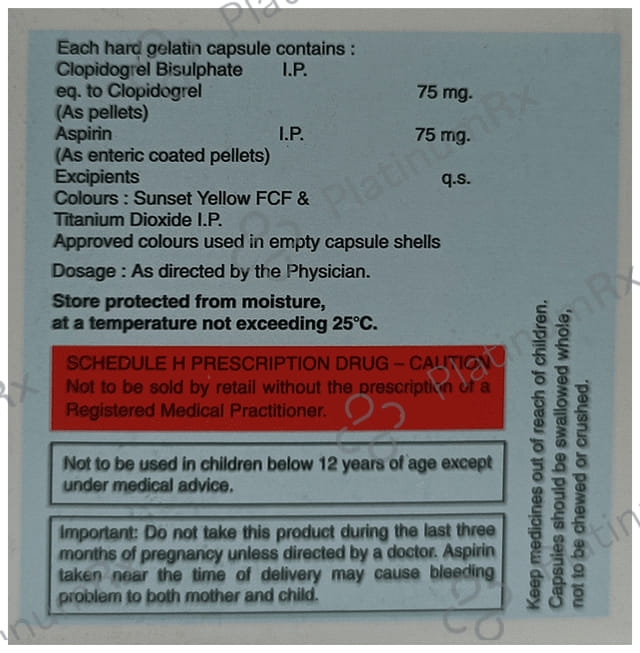 Each hard gelatin capsule contains :
Clopidogrel Bisulphate I.P.
eq. to Clopidogrel 75 mg.
(As pellets)
Aspirin I.P. 75 mg.
(As enteric coated pellets)
Excipients q.s.
Colours : Sunset Yellow FCF &
Titanium Dioxide I.P.
Approved colours used in empty capsule shells
Dosage : As directed by the Physician.
Store protected from moisture,
at a temperature not exceeding 25°C.
SCHEDULE H PRESCRIPTION DRUG – CAUTION
Not to be sold by retail without the prescription of a
Registered Medical Practitioner.
Not to be used in children below 12 years of age except
under medical advice.
Important: Do not take this product during the last three
months of pregnancy unless directed by a doctor. Aspirin
taken near the time of delivery may cause bleeding
problem to both mother and child.
Keep medicines out of reach of children.
Capsules should be swallowed whole,
not to be chewed or crushed.
PlatinumRx
PlatinumRx